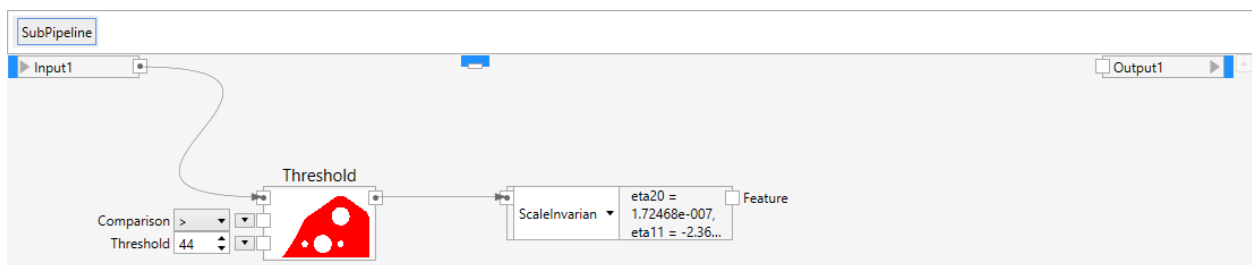 SubPipeline
Input1
Output1
Threshold
Comparison >
Threshold 44
ScaleInvarian
eta20 =
1.72468e-007,
eta11 = -2.36...
Feature